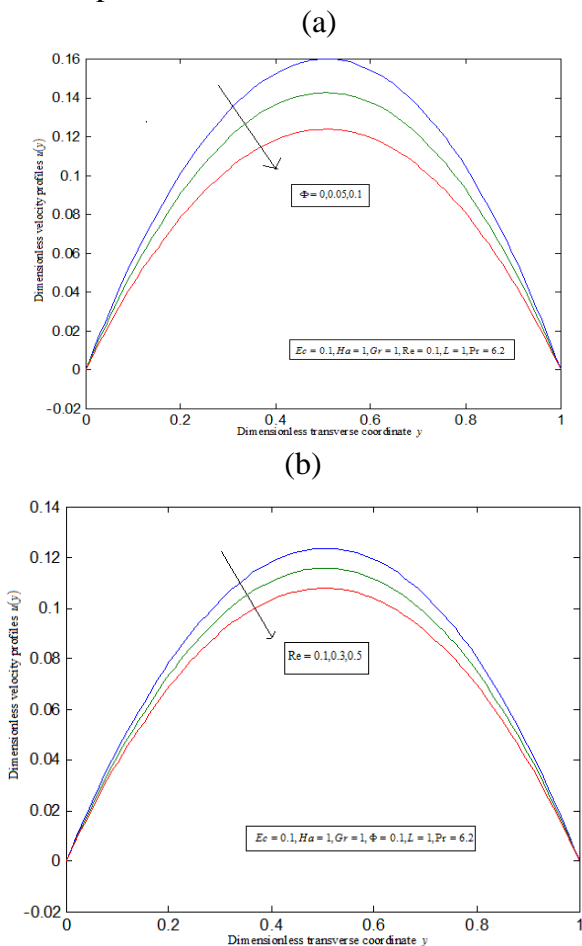 (a)
0.16
0.14
0.12
0.1
0.08
0.06
0.04
0.02
0
-0.02
Dimensionless velocity profiles u(y)
Φ = 0,0.05,0.1
Ec = 0.1, Ha = 1, Gr = 1, Re = 0.1, L = 1, Pr = 6.2
0 0.2 0.4 0.6 0.8 1
Dimensionless transverse coordinate y
(b)
0.14
0.12
0.1
0.08
0.06
0.04
0.02
0
-0.02
Dimensionless velocity profiles u(y)
Re = 0.1,0.3,0.5
Ec = 0.1, Ha = 1, Gr = 1, Φ = 0.1, L = 1, Pr = 6.2
0 0.2 0.4 0.6 0.8 1
Dimensionless transverse coordinate y